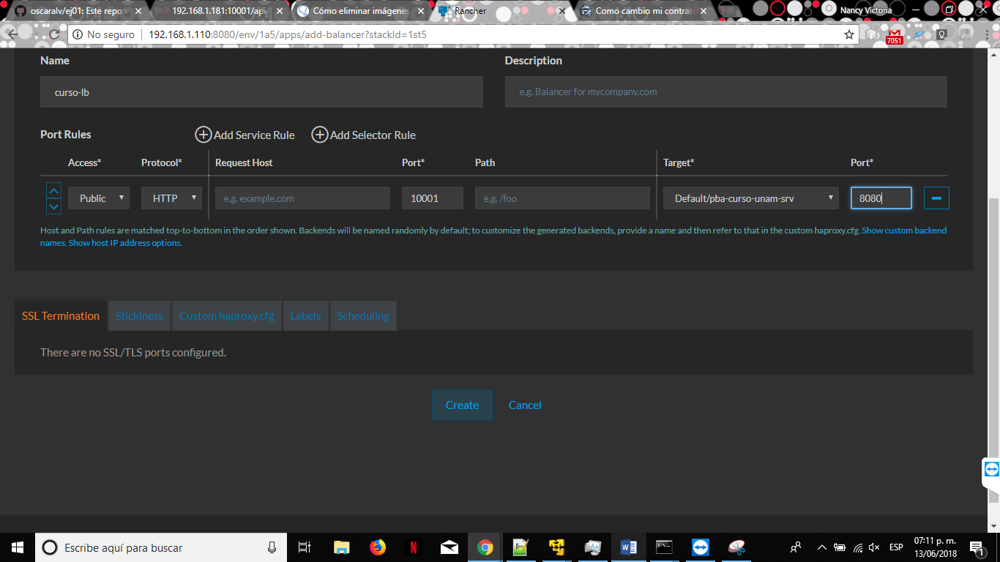 oscaralv/ej01: Este repo
192.168.1.181:10001/api/
Cómo eliminar imágenes
Rancher
Como cambio mi contras
Nancy Victoria
No seguro
192.168.1.110:8080/env/1a5/apps/add-balancer?stackId=1st5
7051
Name
Description
curso-lb
e.g. Balancer for mycompany.com
Port Rules
Add Service Rule
Add Selector Rule
Access*
Protocol*
Request Host
Port*
Path
Target*
Port*
Public
HTTP
e.g. example.com
10001
e.g. /foo
Default/pba-curso-unam-srv
8080
Host and Path rules are matched top-to-bottom in the order shown. Backends will be named randomly by default; to customize the generated backends, provide a name and then refer to that in the custom haproxy.cfg. Show custom backend
names. Show host IP address options.
SSL Termination
Stickiness
Custom haproxy.cfg
Labels
Scheduling
There are no SSL/TLS ports configured.
Create
Cancel
Escribe aquí para buscar
ESP
07:11 p. m.
13/06/2018
1